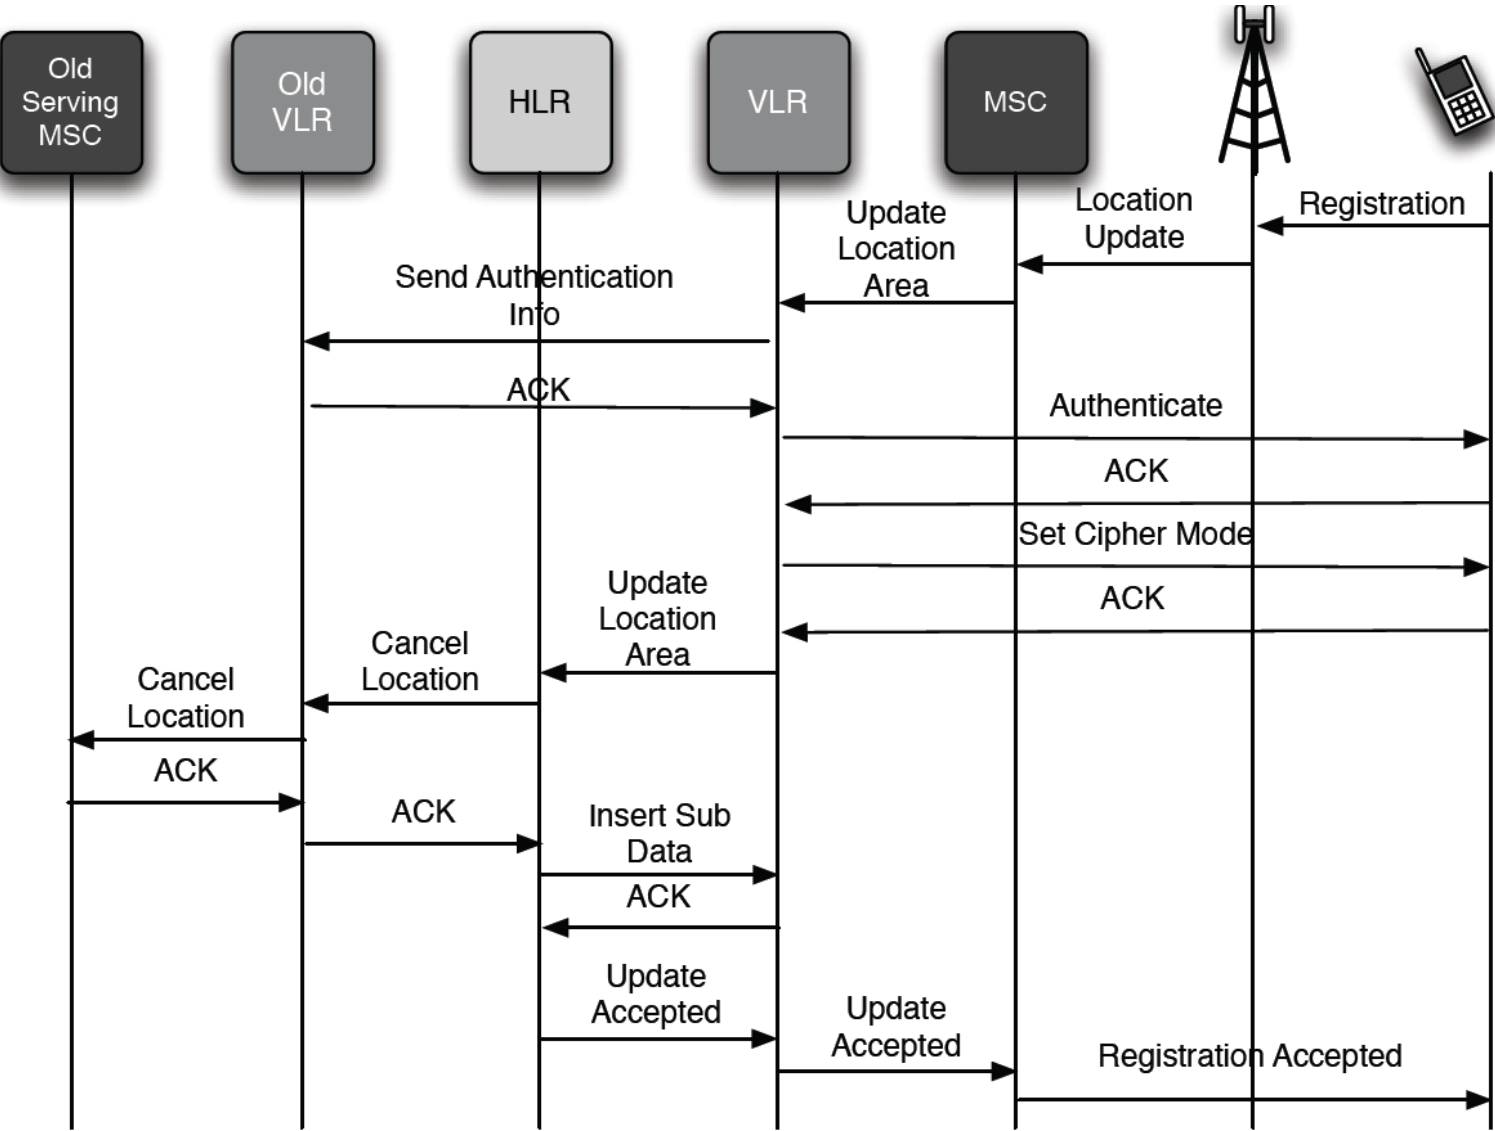 Old
Serving
MSC
Old
VLR
HLR
VLR
MSC
Registration
Location
Update
Update
Location
Area
Send Authentication
Info
ACK
Authenticate
ACK
Set Cipher Mode
ACK
Update
Location
Area
Cancel
Location
Cancel
Location
ACK
ACK
Insert Sub
Data
ACK
Update
Accepted
Update
Accepted
Registration Accepted